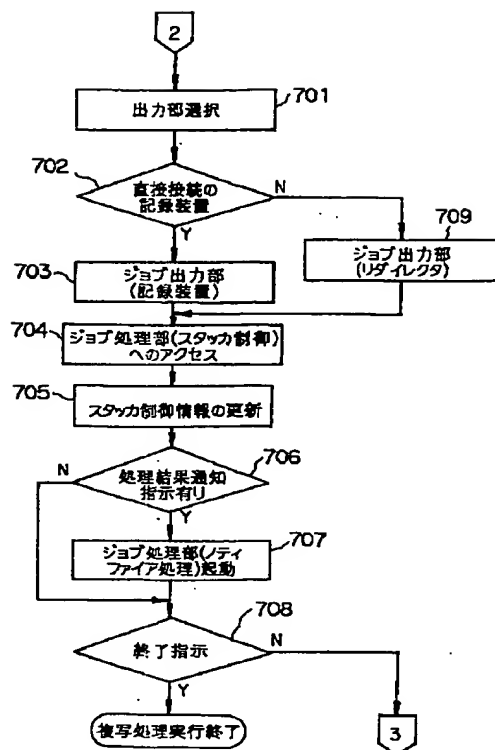 2
701
出力部選択
702
直接接続の
記録装置
N
Y
709
ジョブ出力部
(リダイレクタ)
703
ジョブ出力部
(記録装置)
704
ジョブ処理部(スタッカ制御)
へのアクセス
705
スタッカ制御情報の更新
706
N
処理結果通知
指示有り
Y
707
ジョブ処理部(ノティ
ファイア処理)起動
708
終了指示
N
Y
複写処理実行終了
3